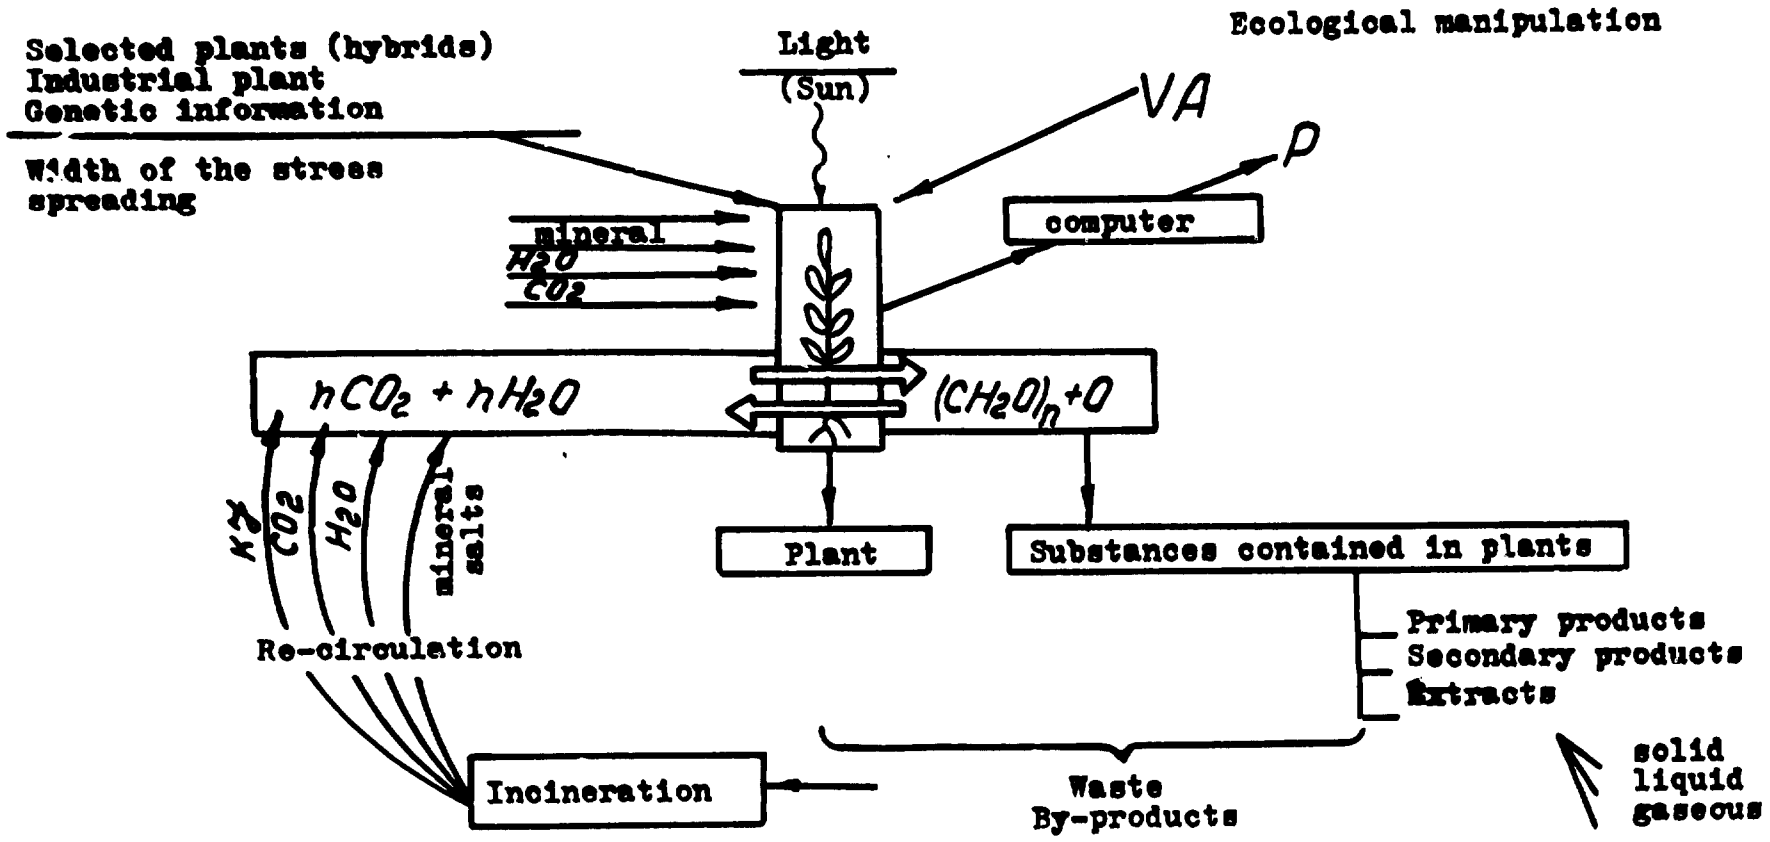 Ecological manipulation
Selected plants (hybrids)
Industrial plant
Genetic information
Width of the stress
spreading
Light
(Sun)
VA
P
computer
mineral
H2O
CO2
nCO2 + nH2O
(CH2O)n+O
KJ
CO2
H2O
mineral
salts
Plant
Substances contained in plants
Primary products
Secondary products
Extracts
Re-circulation
Incineration
Waste
By-products
solid
liquid
gaseous